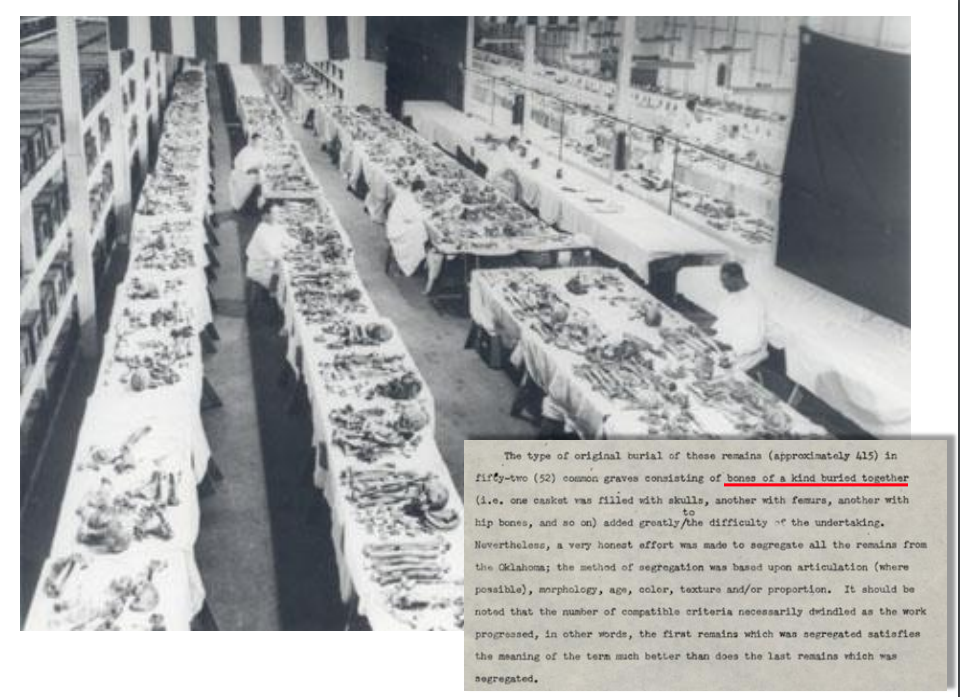 The type of original burial of these remains (approximately 415) in
fifty-two (52) common graves consisting of bones of a kind buried together
(i.e. one casket was filled with skulls, another with femurs, another with
to
hip bones, and so on) added greatly/the difficulty of the undertaking.
Nevertheless, a very honest effort was made to segregate all the remains from
the Oklahoma; the method of segregation was based upon articulation (where
possible), morphology, age, color, texture and/or proportion. It should be
noted that the number of compatible criteria necessarily dwindled as the work
progressed, in other words, the first remains which was segregated satisfies
the meaning of the term much better than does the last remains which was
segregated.